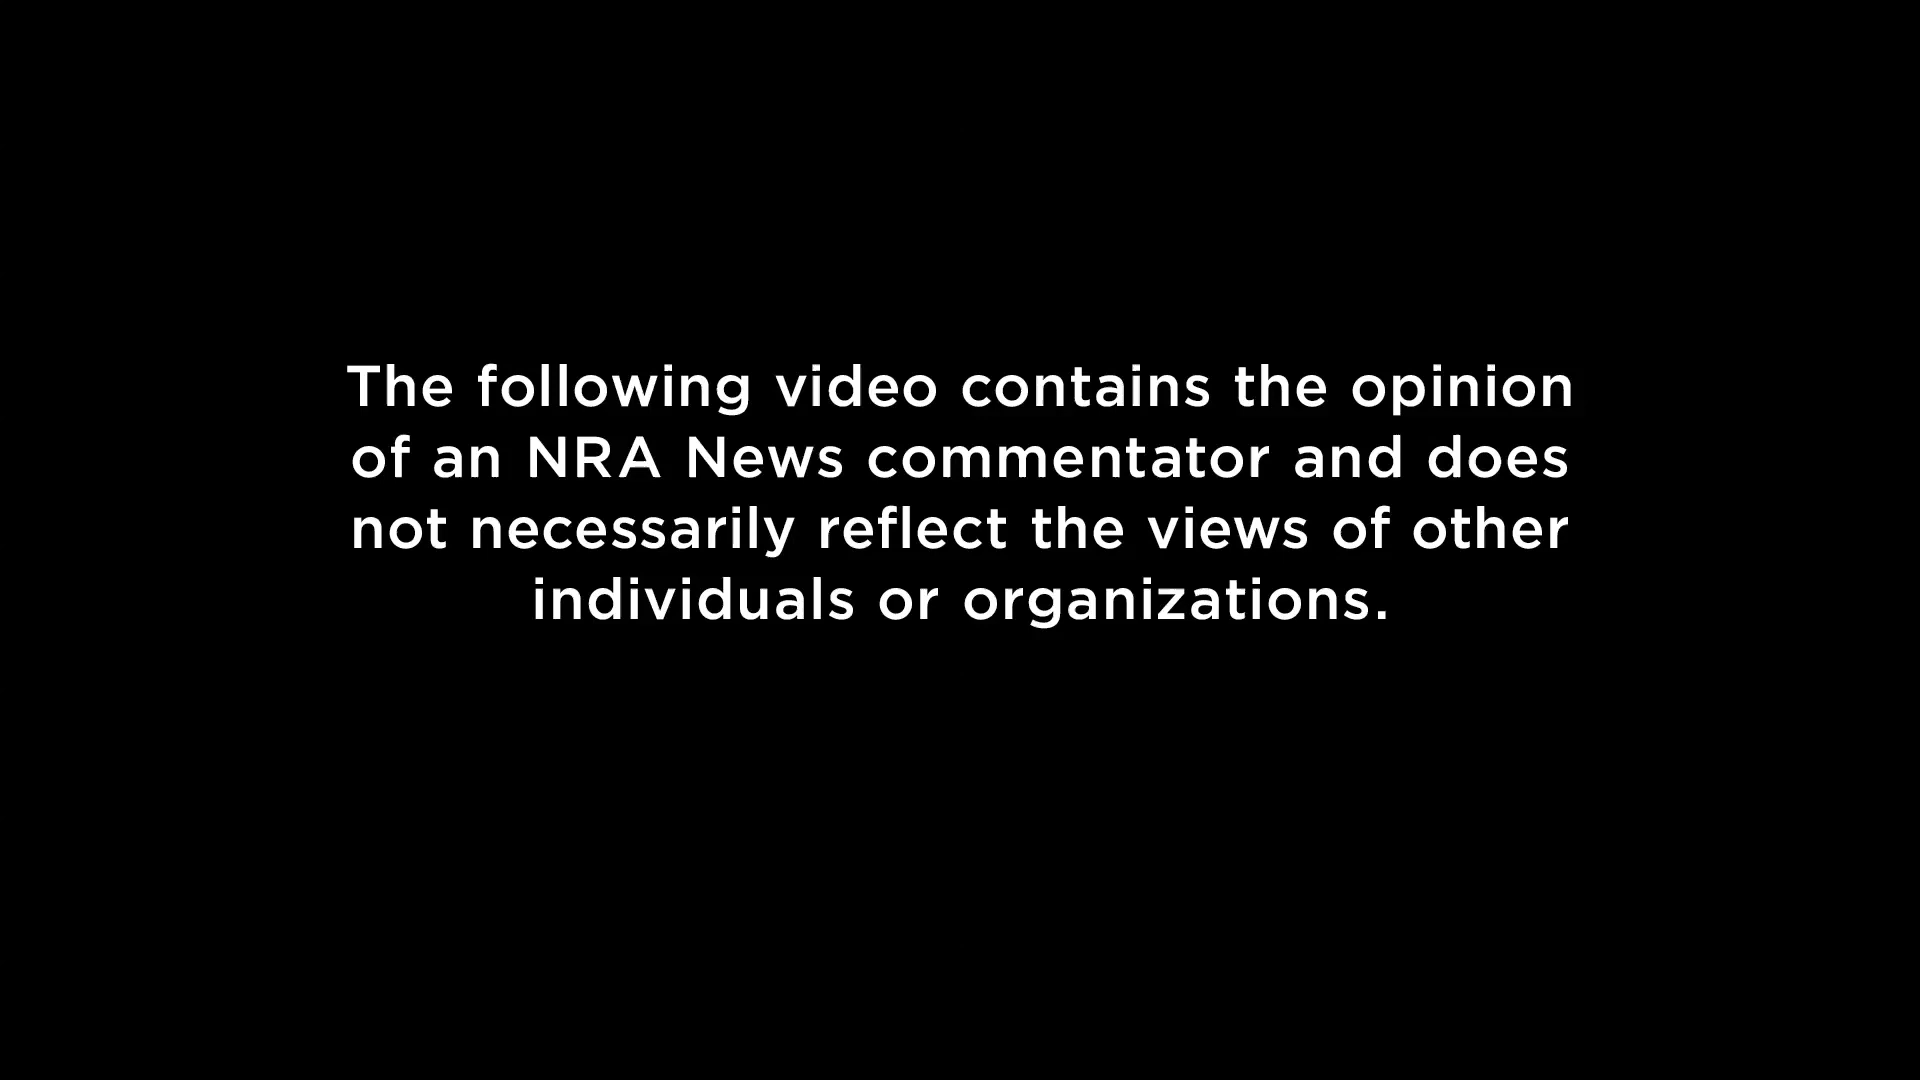 The following video contains the opinion
of an NRA News commentator and does
not necessarily reflect the views of other
individuals or organizations.